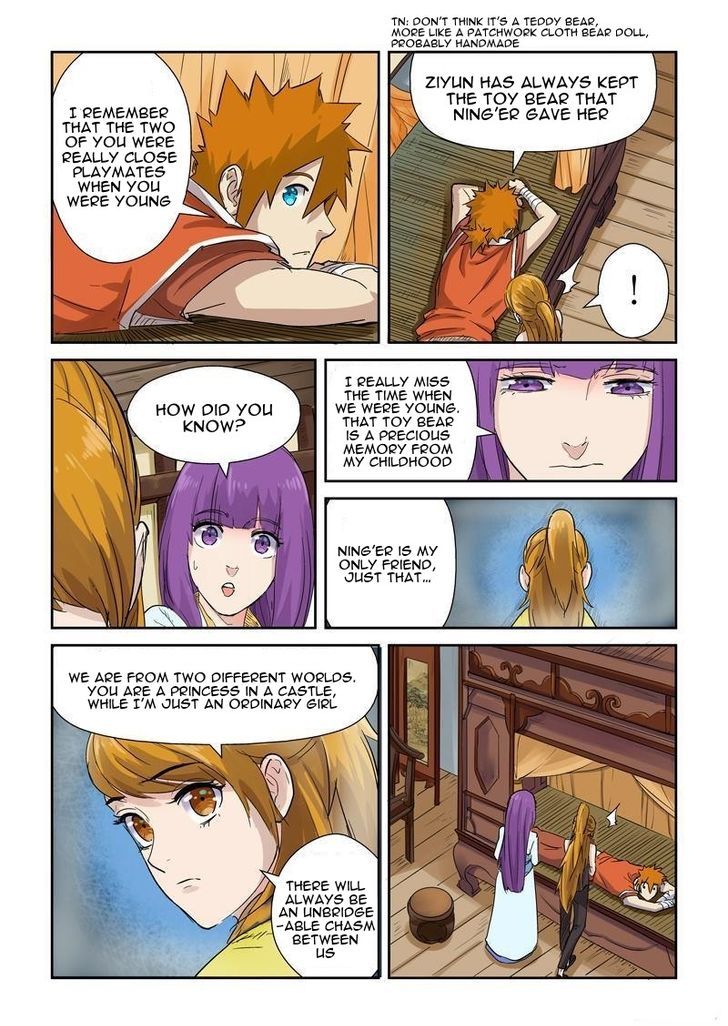 TN: DON'T THINK IT'S A TEDDY BEAR,
MORE LIKE A PATCHWORK CLOTH BEAR DOLL,
PROBABLY HANDMADE
I REMEMBER
THAT THE TWO
OF YOU WERE
REALLY CLOSE
PLAYMATES
WHEN YOU
WERE YOUNG
ZIYUN HAS ALWAYS KEPT
THE TOY BEAR THAT
NING'ER GAVE HER
!
HOW DID YOU
KNOW?
I REALLY MISS
THE TIME WHEN
WE WERE YOUNG.
THAT TOY BEAR
IS A PRECIOUS
MEMORY FROM
MY CHILDHOOD
NING'ER IS MY
ONLY FRIEND,
JUST THAT...
WE ARE FROM TWO DIFFERENT WORLDS.
YOU ARE A PRINCESS IN A CASTLE,
WHILE I'M JUST AN ORDINARY GIRL
THERE WILL
ALWAYS BE
AN UNBRIDGE
-ABLE CHASM
BETWEEN
US